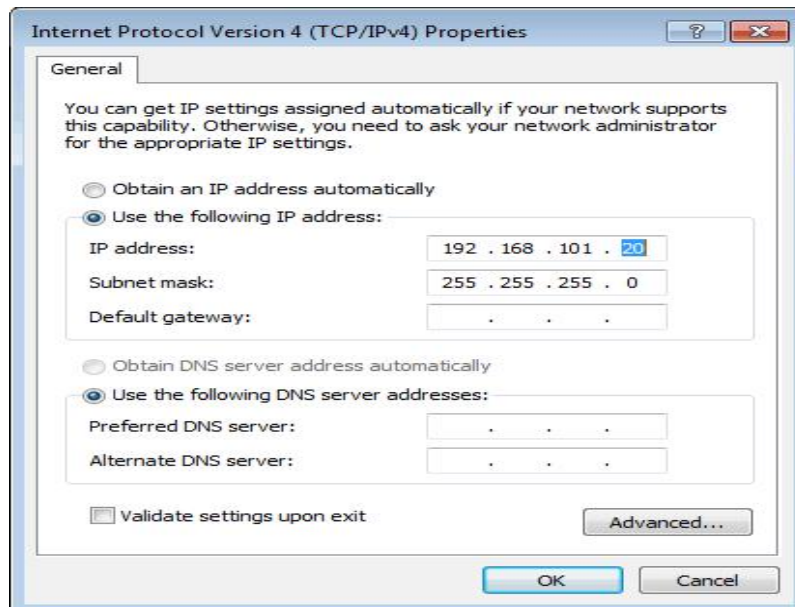 Internet Protocol Version 4 (TCP/IPv4) Properties
General
You can get IP settings assigned automatically if your network supports
this capability. Otherwise, you need to ask your network administrator
for the appropriate IP settings.
Obtain an IP address automatically
Use the following IP address:
IP address: 192 . 168 . 101 . 20
Subnet mask: 255 . 255 . 255 . 0
Default gateway: . . .
Obtain DNS server address automatically
Use the following DNS server addresses:
Preferred DNS server: . . .
Alternate DNS server: . . .
Validate settings upon exit
Advanced...
OK Cancel